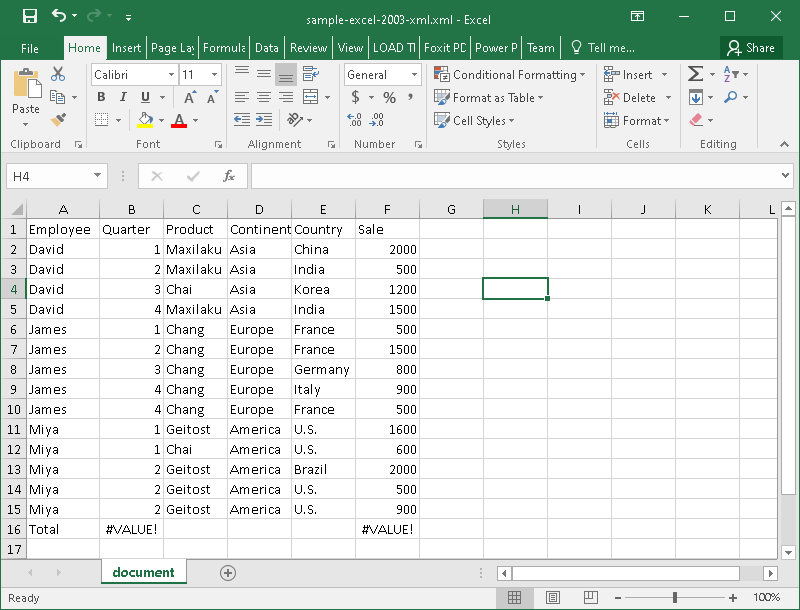 sample-excel-2003-xml.xml - Excel
File Home Insert Page Lay Formula Data Review View LOAD TI Foxit PD Power P Team Tell me... Share
Paste
Calibri 11
B I U
A A
A
General
$ % ,
Conditional Formatting
Format as Table
Cell Styles
Insert
Delete
Format
Clipboard Font Alignment Number Styles Cells Editing
H4 fx
A B C D E F G H I J K L
1 Employee Quarter Product Continent Country Sale
2 David 1 Maxilaku Asia China 2000
3 David 2 Maxilaku Asia India 500
4 David 3 Chai Asia Korea 1200
5 David 4 Maxilaku Asia India 1500
6 James 1 Chang Europe France 500
7 James 2 Chang Europe France 1500
8 James 3 Chang Europe Germany 800
9 James 4 Chang Europe Italy 900
10 James 4 Chang Europe France 500
11 Miya 1 Geitost America U.S. 1600
12 Miya 1 Chai America U.S. 600
13 Miya 2 Geitost America Brazil 2000
14 Miya 2 Geitost America U.S. 500
15 Miya 2 Geitost America U.S. 900
16 Total #VALUE! #VALUE!
17
document
Ready 100%